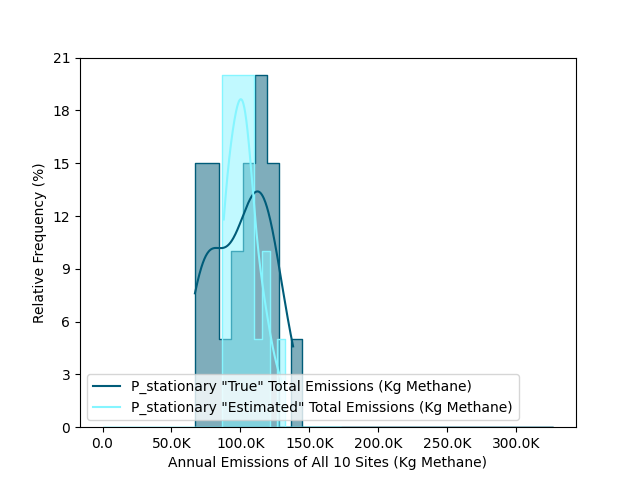 21
18
15
12
9
6
3
0
Relative Frequency (%)
P_stationary "True" Total Emissions (Kg Methane)
P_stationary "Estimated" Total Emissions (Kg Methane)
0.0 50.0K 100.0K 150.0K 200.0K 250.0K 300.0K
Annual Emissions of All 10 Sites (Kg Methane)